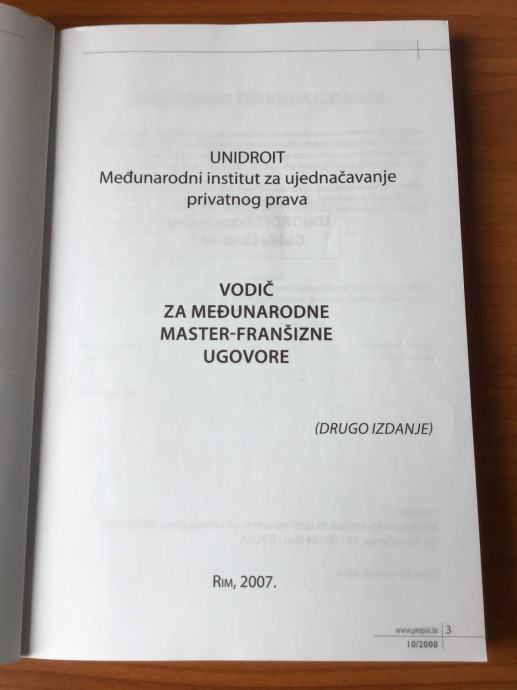 UNIDROIT
Međunarodni institut za ujednačavanje
privatnog prava
VODIČ
ZA MEĐUNARODNE
MASTER-FRANŠIZNE
UGOVORE
(DRUGO IZDANJE)
RIM, 2007.
www.propisi.hr 3
10/2008